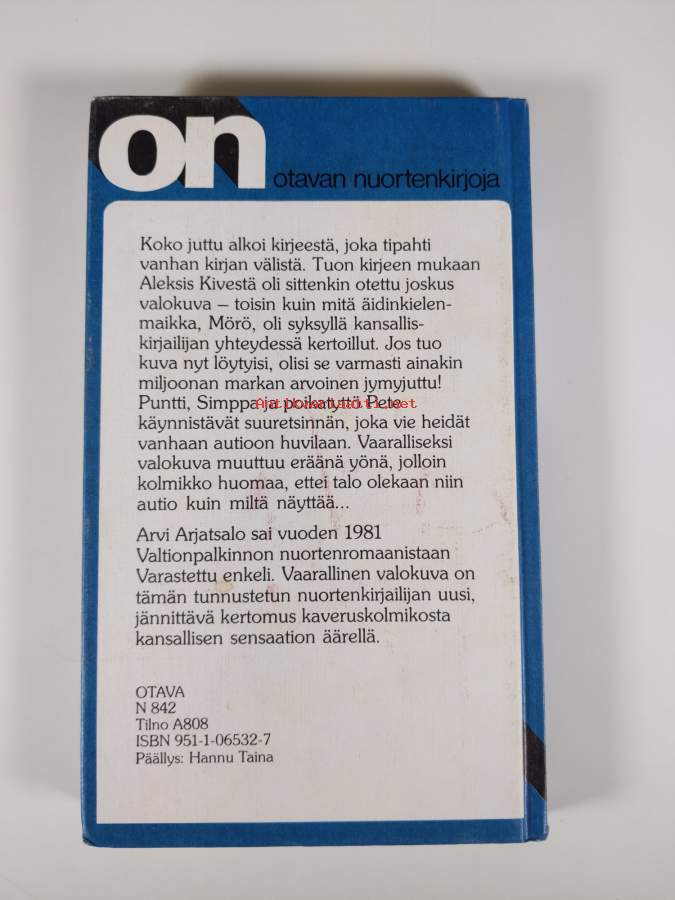 on
otavan nuortenkirjoja
Koko juttu alkoi kirjeestä, joka tipahti
vanhan kirjan välistä. Tuon kirjeen mukaan
Aleksis Kivestä oli sittenkin otettu joskus
valokuva – toisin kuin mitä äidinkielen-
maikka, Mörö, oli syksyllä kansallis-
kirjailijan yhteydessä kertoillut. Jos tuo
kuva nyt löytyisi, olisi se varmasti ainakin
miljoonan markan arvoinen jymyjuttu!
Puntti, Simppa ja poikatyttö Pete
käynnistävät suuretsinnän, joka vie heidät
vanhaan autioon huvilaan. Vaaralliseksi
valokuva muuttuu eräänä yönä, jolloin
kolmikko huomaa, ettei talo olekaan niin
autio kuin miltä näyttää...
Arvi Arjatsalo sai vuoden 1981
Valtionpalkinnon nuortenromaanistaan
Varastettu enkeli. Vaarallinen valokuva on
tämän tunnustetun nuortenkirjailijan uusi,
jännittävä kertomus kaveruskolmikosta
kansallisen sensaation äärellä.
OTAVA
N 842
Tilno A808
ISBN 951-1-06532-7
Päällys: Hannu Taina